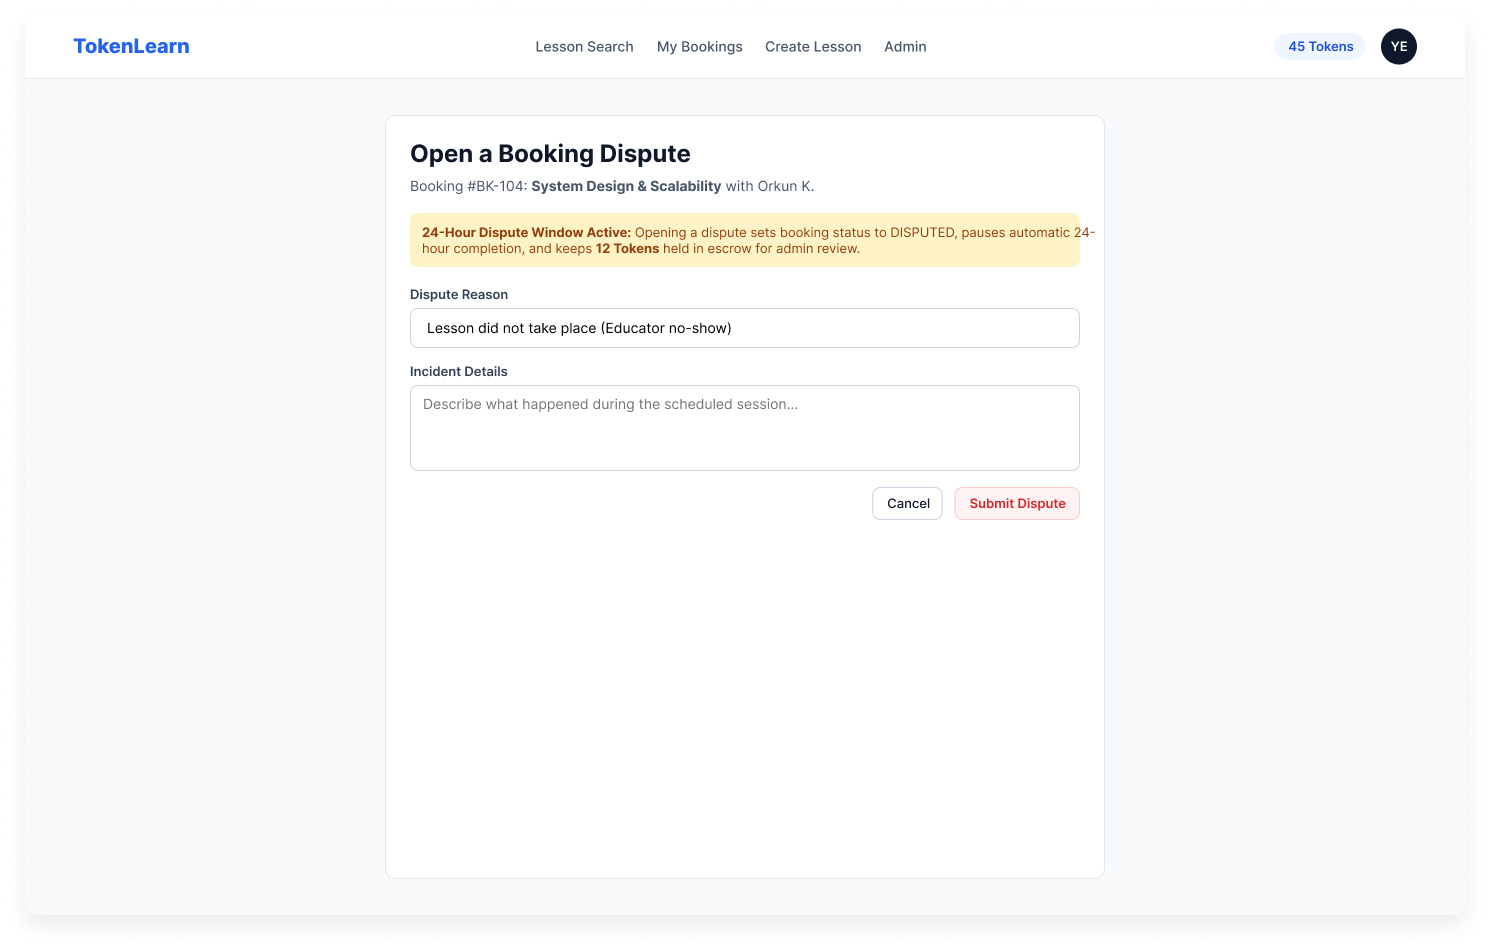 TokenLearn
Lesson Search
My Bookings
Create Lesson
Admin
45 Tokens
YE
Open a Booking Dispute
Booking #BK-104: System Design & Scalability with Orkun K.
24-Hour Dispute Window Active: Opening a dispute sets booking status to DISPUTED, pauses automatic 24-
hour completion, and keeps 12 Tokens held in escrow for admin review.
Dispute Reason
Lesson did not take place (Educator no-show)
Incident Details
Describe what happened during the scheduled session...
Cancel
Submit Dispute